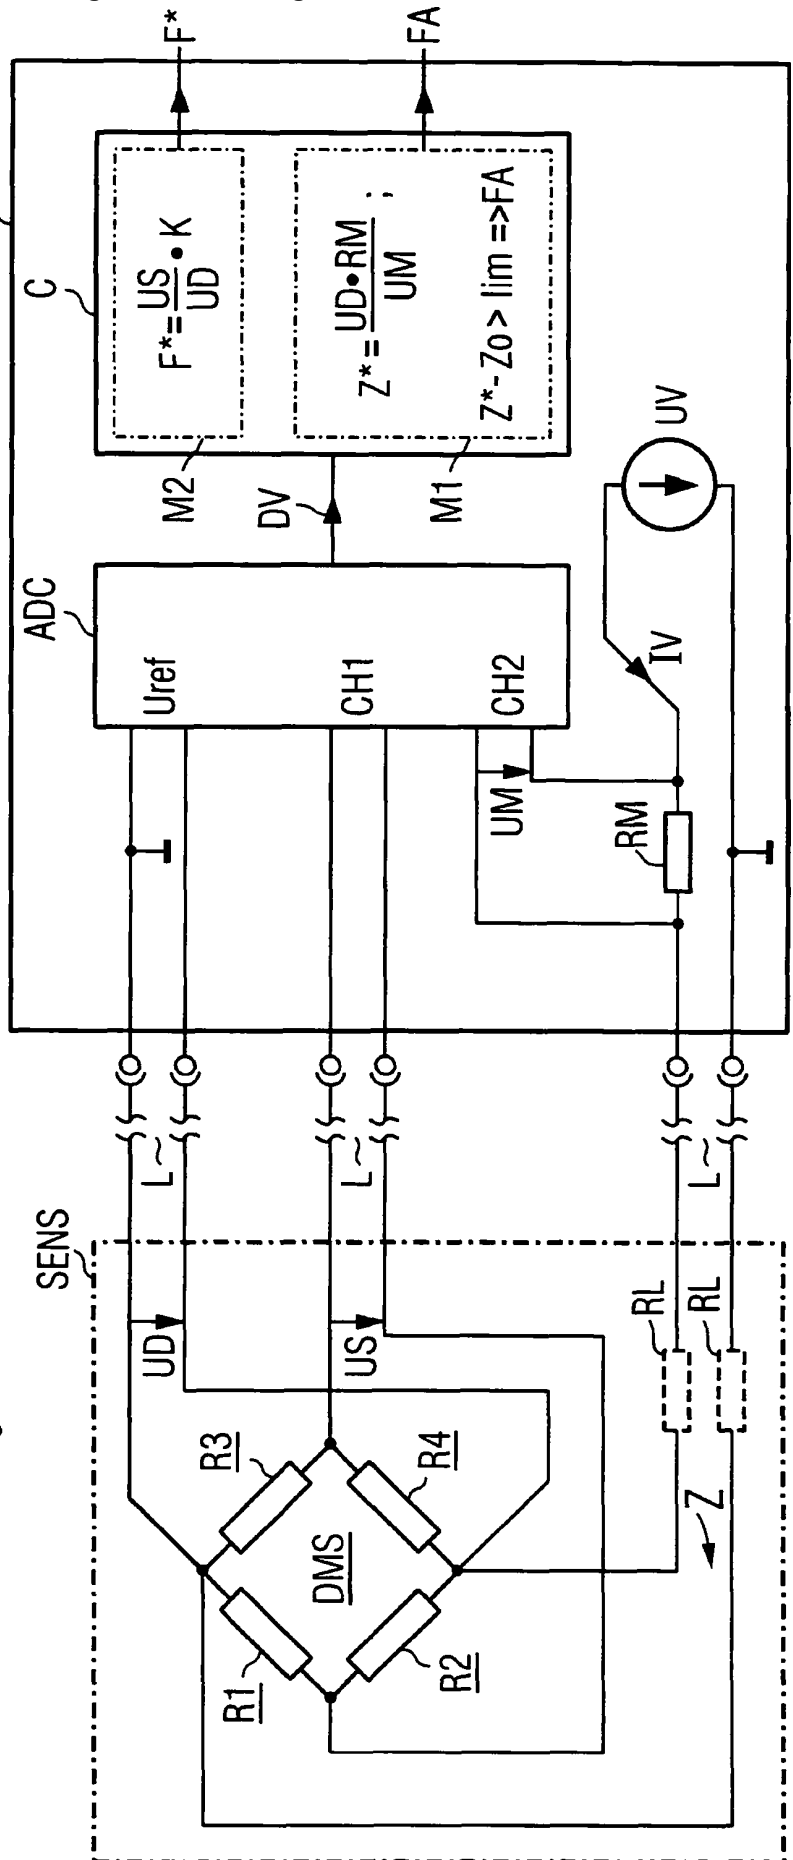 SENS
UD
US
R3
R4
DMS
R1
R2
RL
RL
Z
L
L
L
ADC
Uref
CH1
CH2
UM
RM
IV
UV
DV
C
M2
M1
F*= US/UD • K
Z*= UD•RM/UM ;
Z*- Zo > lim =>FA
F*
FA